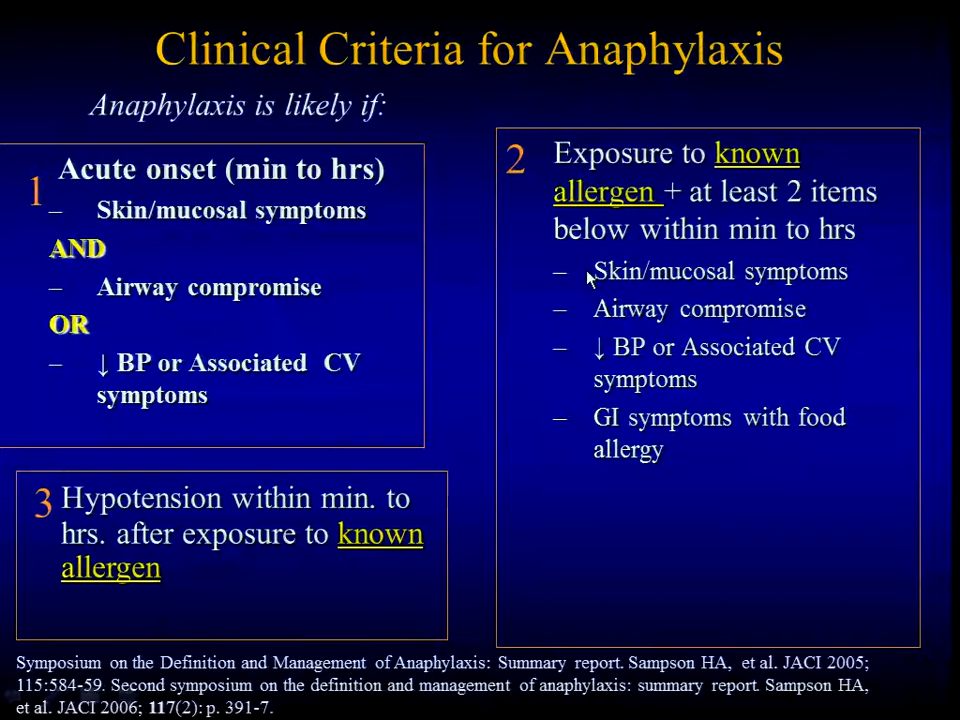 Clinical Criteria for Anaphylaxis
Anaphylaxis is likely if:
1
Acute onset (min to hrs)
– Skin/mucosal symptoms
AND
– Airway compromise
OR
– ↓ BP or Associated CV
symptoms
2
Exposure to known
allergen + at least 2 items
below within min to hrs
– Skin/mucosal symptoms
– Airway compromise
– ↓ BP or Associated CV
symptoms
– GI symptoms with food
allergy
3
Hypotension within min. to
hrs. after exposure to known
allergen
Symposium on the Definition and Management of Anaphylaxis: Summary report. Sampson HA, et al. JACI 2005;
115:584-59. Second symposium on the definition and management of anaphylaxis: summary report. Sampson HA,
et al. JACI 2006; 117(2): p. 391-7.